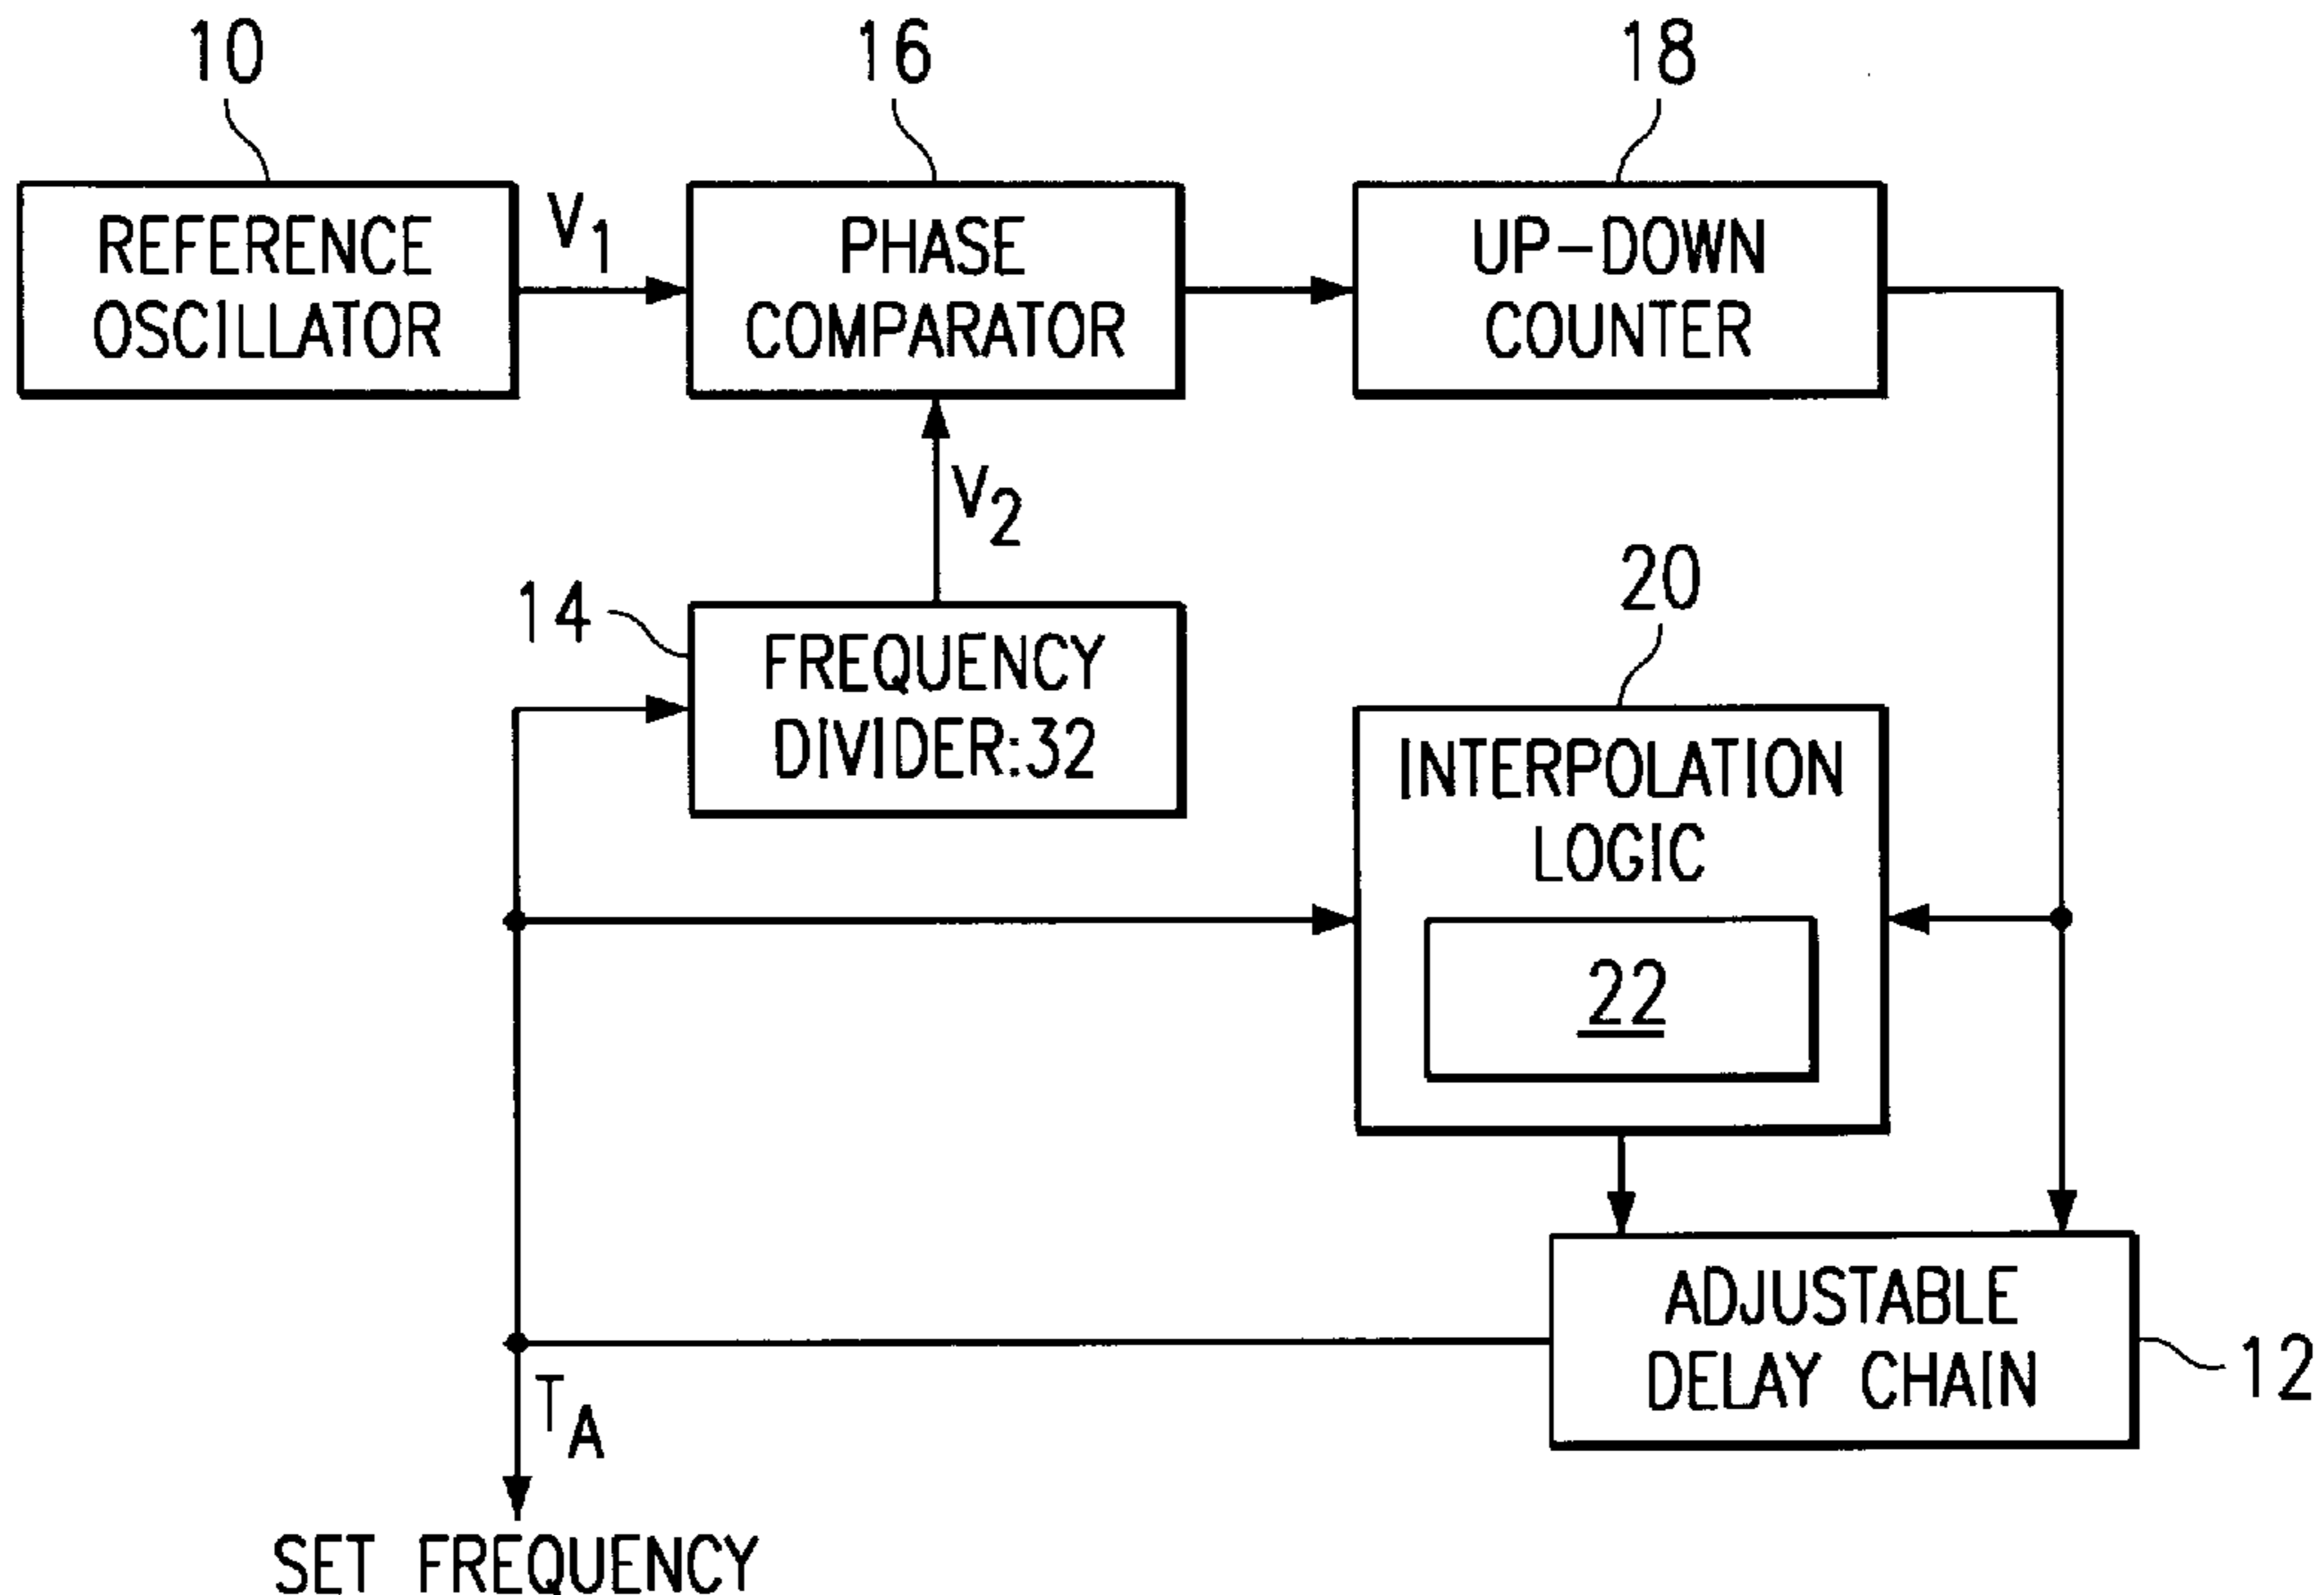 10
16
18
REFERENCE
OSCILLATOR
V1
PHASE
COMPARATOR
UP-DOWN
COUNTER
V2
14
FREQUENCY
DIVIDER:32
20
INTERPOLATION
LOGIC
22
ADJUSTABLE
DELAY CHAIN
12
TA
SET FREQUENCY